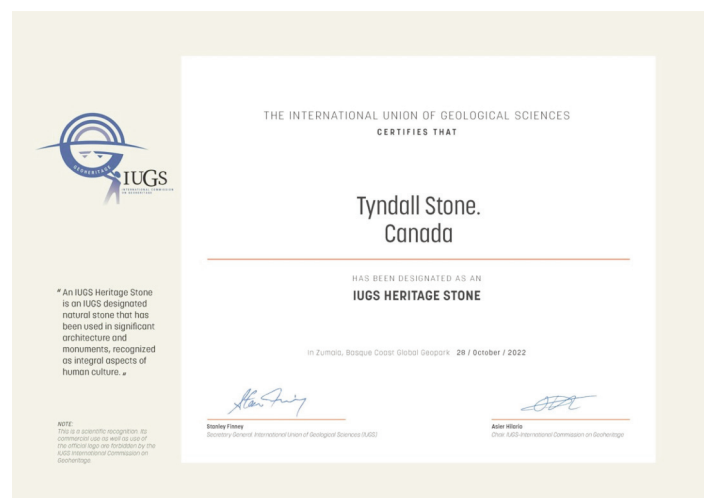 GEOHERITAGE
IUGS
INTERNATIONAL COMMISSION
ON GEOHERITAGE
“ An IUGS Heritage Stone
is an IUGS designated
natural stone that has
been used in significant
architecture and
monuments, recognized
as integral aspects of
human culture. „
NOTE:
This is a scientific recognition. Its
commercial use as well as use of
the official logo are forbidden by the
IUGS International Commission on
Geoheritage.
THE INTERNATIONAL UNION OF GEOLOGICAL SCIENCES
CERTIFIES THAT
Tyndall Stone.
Canada
HAS BEEN DESIGNATED AS AN
IUGS HERITAGE STONE
In Zumaia, Basque Coast Global Geopark 28 / October / 2022
Stanley Finney
Secretary General. International Union of Geological Sciences (IUGS)
Asier Hilario
Chair. IUGS-International Commission on Geoheritage